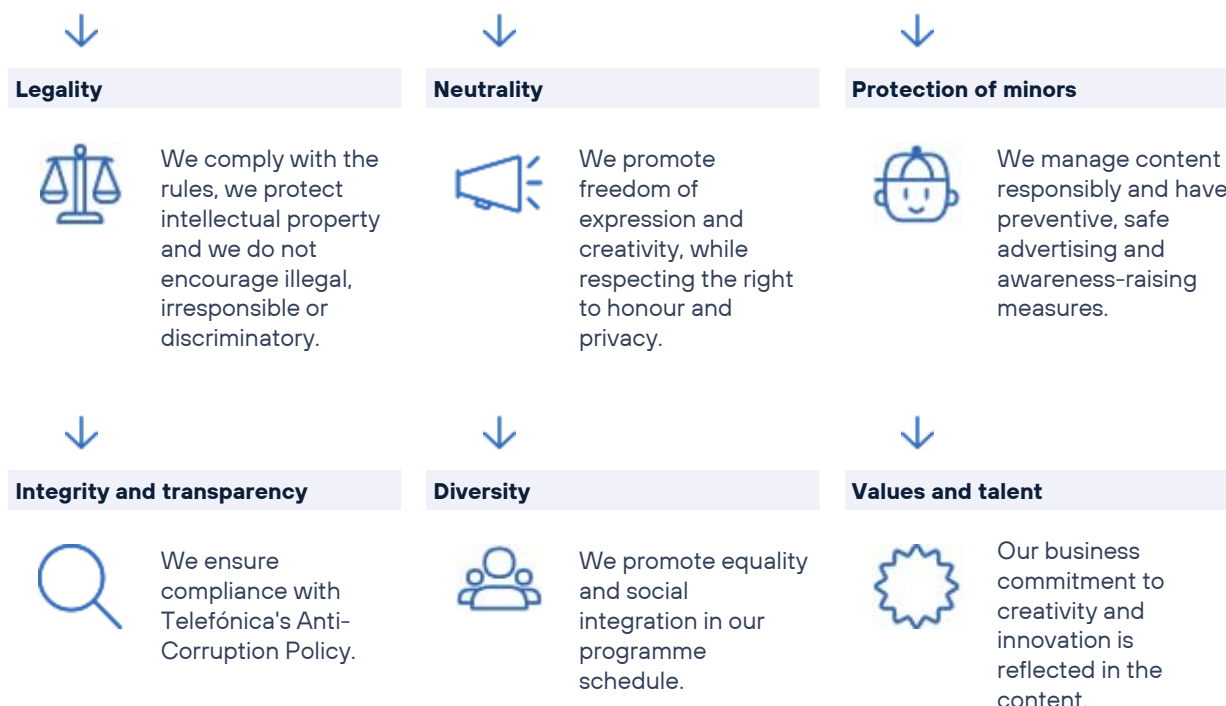 Legality
We comply with the
rules, we protect
intellectual property
and we do not
encourage illegal,
irresponsible or
discriminatory.
Neutrality
We promote
freedom of
expression and
creativity, while
respecting the right
to honour and
privacy.
Protection of minors
We manage content
responsibly and have
preventive, safe
advertising and
awareness-raising
measures.
Integrity and transparency
We ensure
compliance with
Telefónica's Anti-
Corruption Policy.
Diversity
We promote equality
and social
integration in our
programme
schedule.
Values and talent
Our business
commitment to
creativity and
innovation is
reflected in the
content.